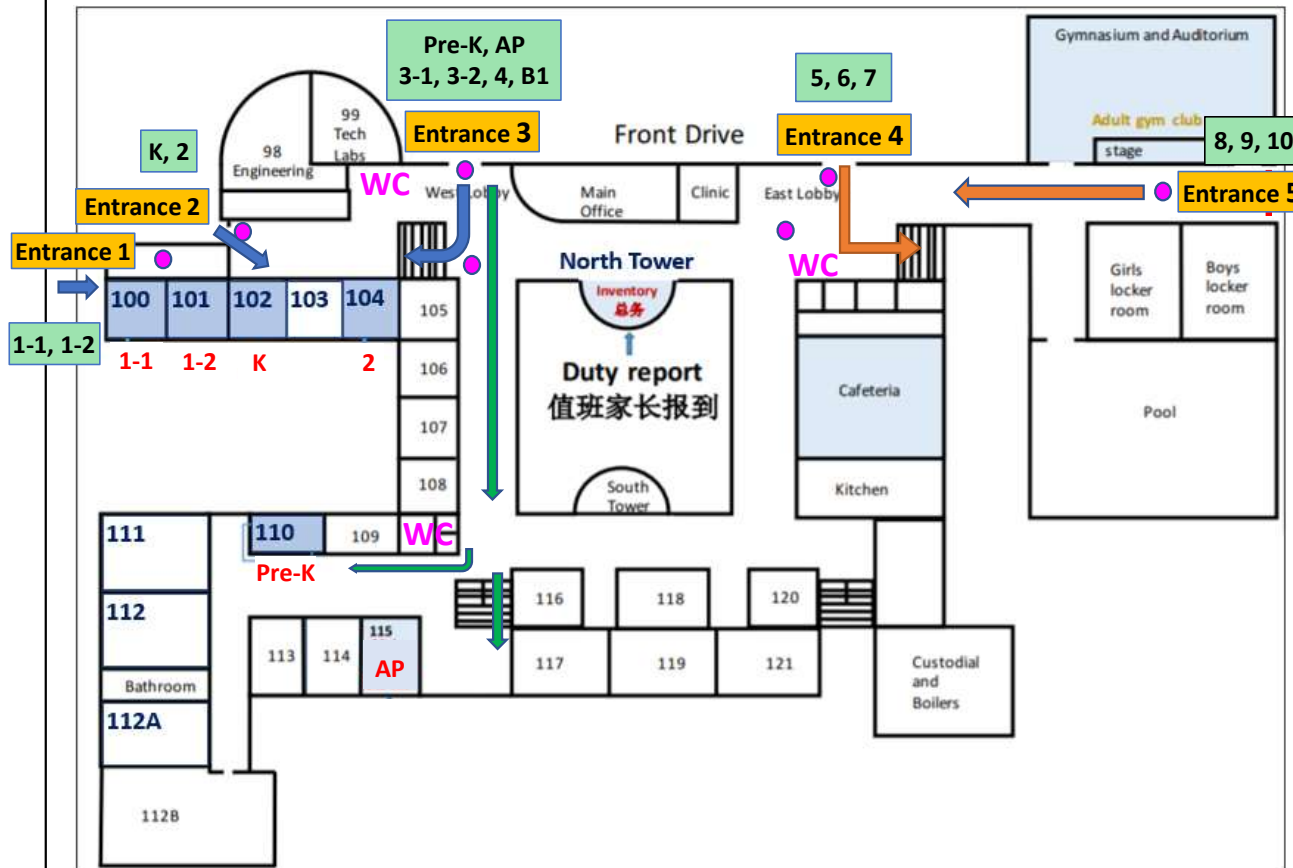 Pre-K, AP
3-1, 3-2, 4, B1
5, 6, 7
Gymnasium and Auditorium
Adult gym club
stage
8, 9, 10
K, 2
98
Engineering
99
Tech
Labs
Entrance 3
Front Drive
Entrance 4
Entrance 5
WC
West Lobby
Main
Office
Clinic
East Lobby
Entrance 2
Entrance 1
WC
North Tower
Inventory
总务
Girls
locker
room
Boys
locker
room
100
101
102
103
104
105
1-1, 1-2
1-1
1-2
K
2
106
Duty report
值班家长报到
Cafeteria
Pool
107
108
South
Tower
Kitchen
111
110
109
WC
Pre-K
112
116
118
120
113
114
115
AP
117
119
121
Bathroom
Custodial
and
Boilers
112A
112B